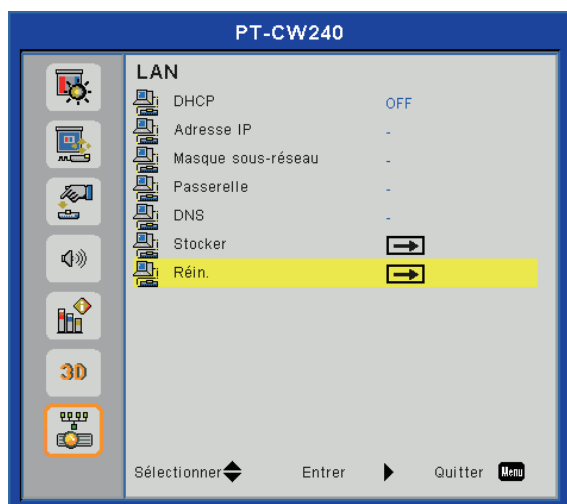 PT-CW240
LAN
DHCP OFF
Adresse IP -
Masque sous-réseau -
Passerelle -
DNS -
Stocker
Réin.
3D
Sélectionner Entrer Quitter Menu